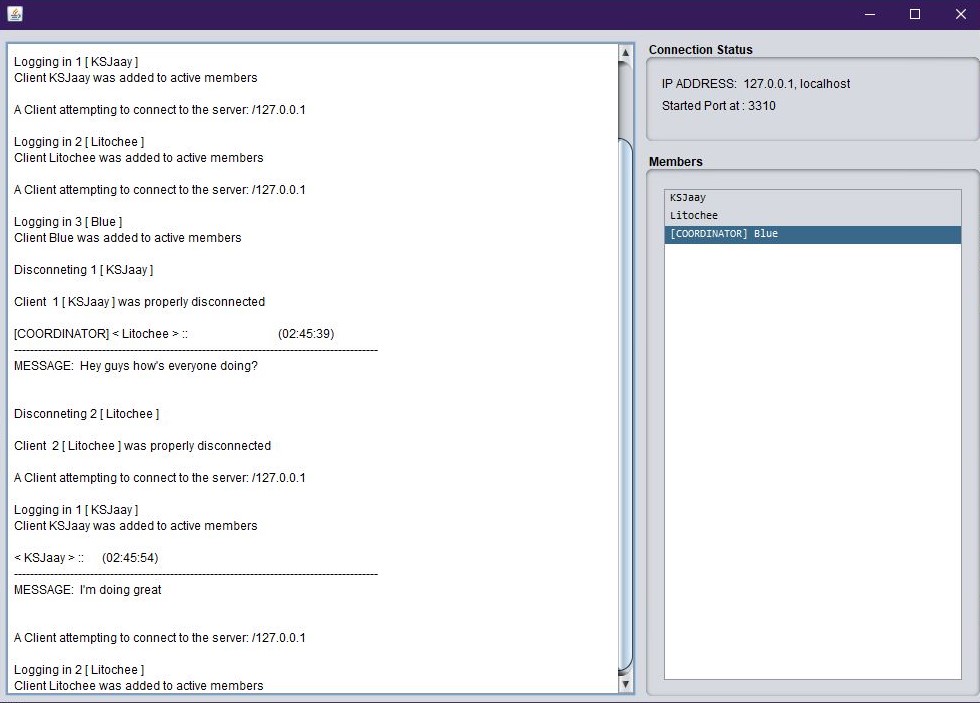 Logging in 1 [ KSJaay ]
Client KSJaay was added to active members
A Client attempting to connect to the server: /127.0.0.1
Logging in 2 [ Litochee ]
Client Litochee was added to active members
A Client attempting to connect to the server: /127.0.0.1
Logging in 3 [ Blue ]
Client Blue was added to active members
Disconneting 1 [ KSJaay ]
Client  1 [ KSJaay ] was properly disconnected
[COORDINATOR] < Litochee > :: (02:45:39)
--------------------------------------------------------------------------------------------
MESSAGE:  Hey guys how's everyone doing?
Disconneting 2 [ Litochee ]
Client  2 [ Litochee ] was properly disconnected
A Client attempting to connect to the server: /127.0.0.1
Logging in 1 [ KSJaay ]
Client KSJaay was added to active members
< KSJaay > :: (02:45:54)
--------------------------------------------------------------------------------------------
MESSAGE:  I'm doing great
A Client attempting to connect to the server: /127.0.0.1
Logging in 2 [ Litochee ]
Client Litochee was added to active members
Connection Status
IP ADDRESS:  127.0.0.1, localhost
Started Port at : 3310
Members
KSJaay
Litochee
[COORDINATOR] Blue